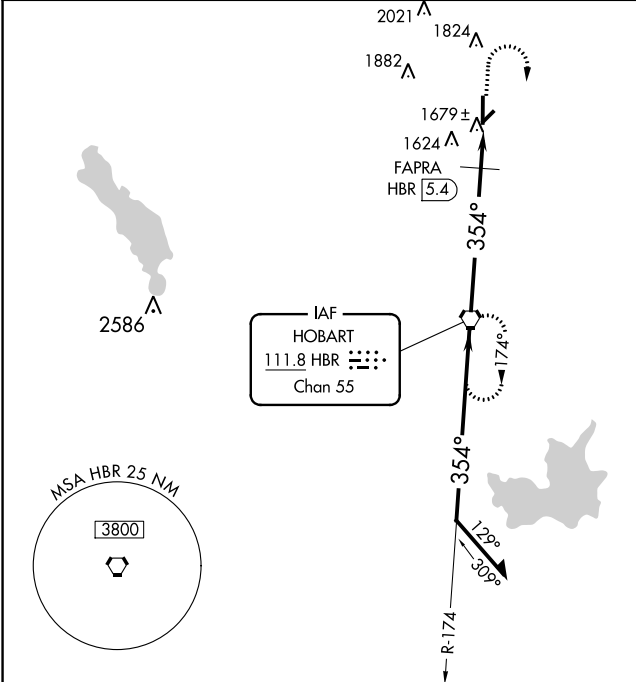 2021
1824
1882
1679 ±
1624
FAPRA
HBR 5.4
354°
2586
IAF
HOBART
111.8 HBR
Chan 55
174°
354°
MSA HBR 25 NM
3800
129°
309°
R-174